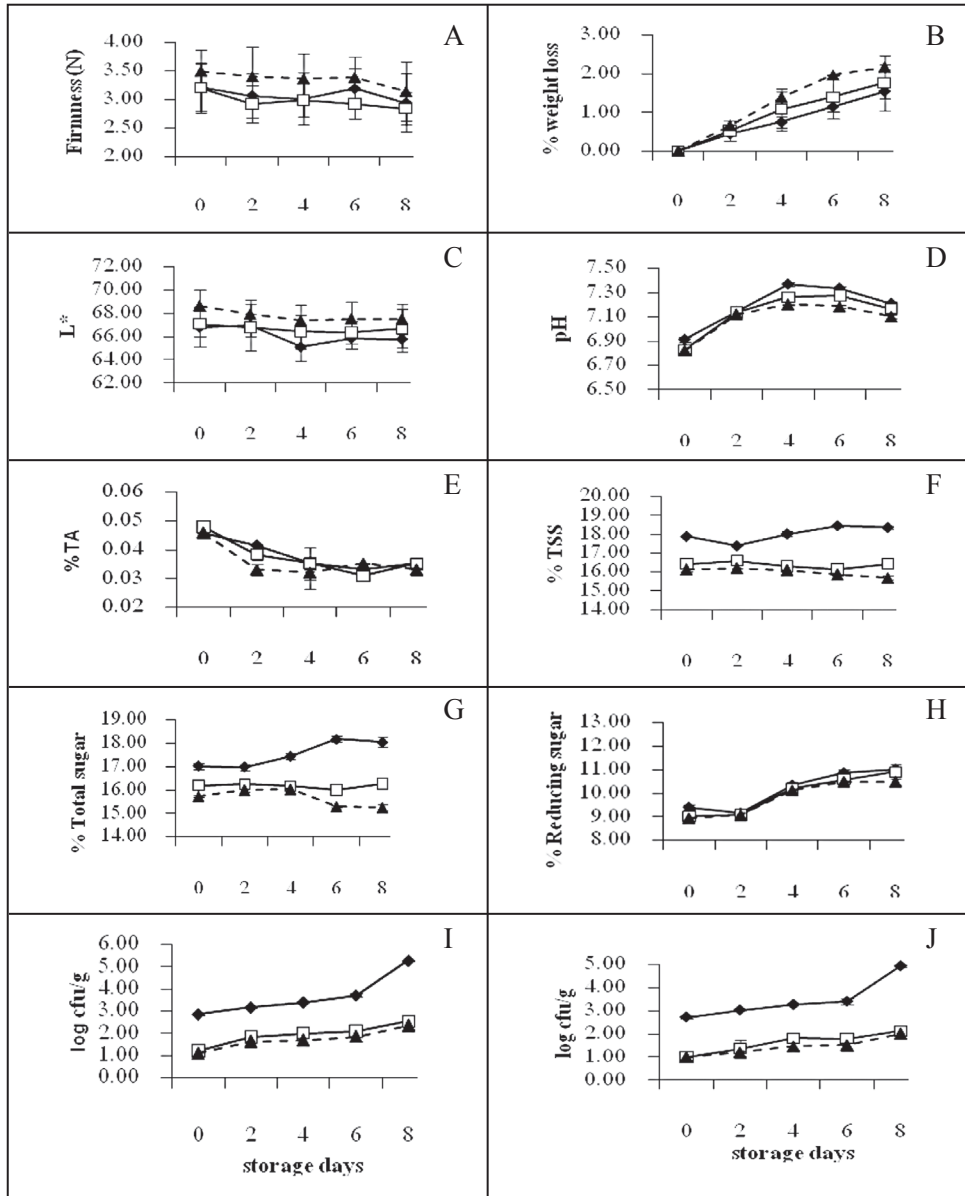 A
Firmness (N)
4.00
3.50
3.00
2.50
2.00
0 2 4 6 8
B
% weight loss
3.00
2.00
1.00
0.00
0 2 4 6 8
C
L*
72.00
70.00
68.00
66.00
64.00
62.00
0 2 4 6 8
D
pH
7.50
7.30
7.10
6.90
6.70
6.50
0 2 4 6 8
E
%TA
0.06
0.05
0.04
0.03
0.02
0 2 4 6 8
F
% TSS
20.00
19.00
18.00
17.00
16.00
15.00
14.00
0 2 4 6 8
G
% Total sugar
19.00
18.00
17.00
16.00
15.00
14.00
0 2 4 6 8
H
% Reducing sugar
13.00
12.00
11.00
10.00
9.00
8.00
0 2 4 6 8
I
log cfu/g
6.00
5.00
4.00
3.00
2.00
1.00
0.00
0 2 4 6 8
storage days
J
log cfu/g
5.00
4.00
3.00
2.00
1.00
0.00
0 2 4 6 8
storage days